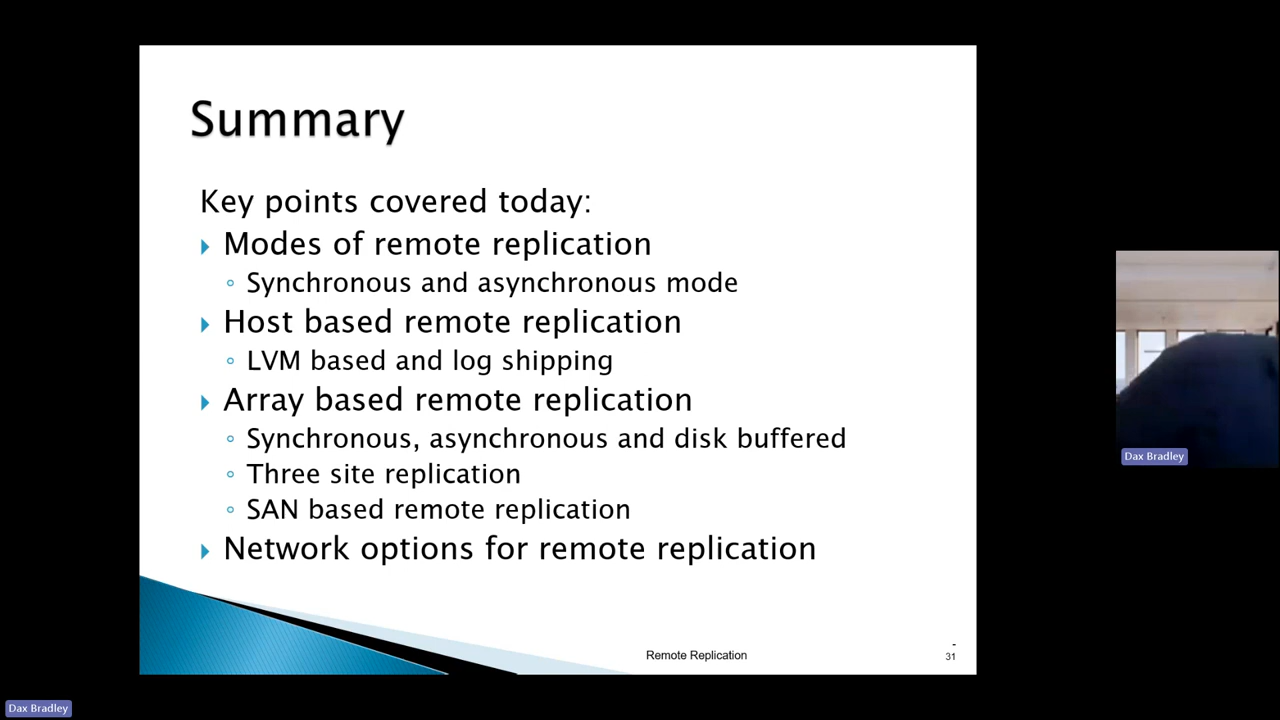 Summary
Key points covered today:
Modes of remote replication
Synchronous and asynchronous mode
Host based remote replication
LVM based and log shipping
Array based remote replication
Synchronous, asynchronous and disk buffered
Three site replication
SAN based remote replication
Network options for remote replication
Remote Replication
-
31
Dax Bradley
Dax Bradley